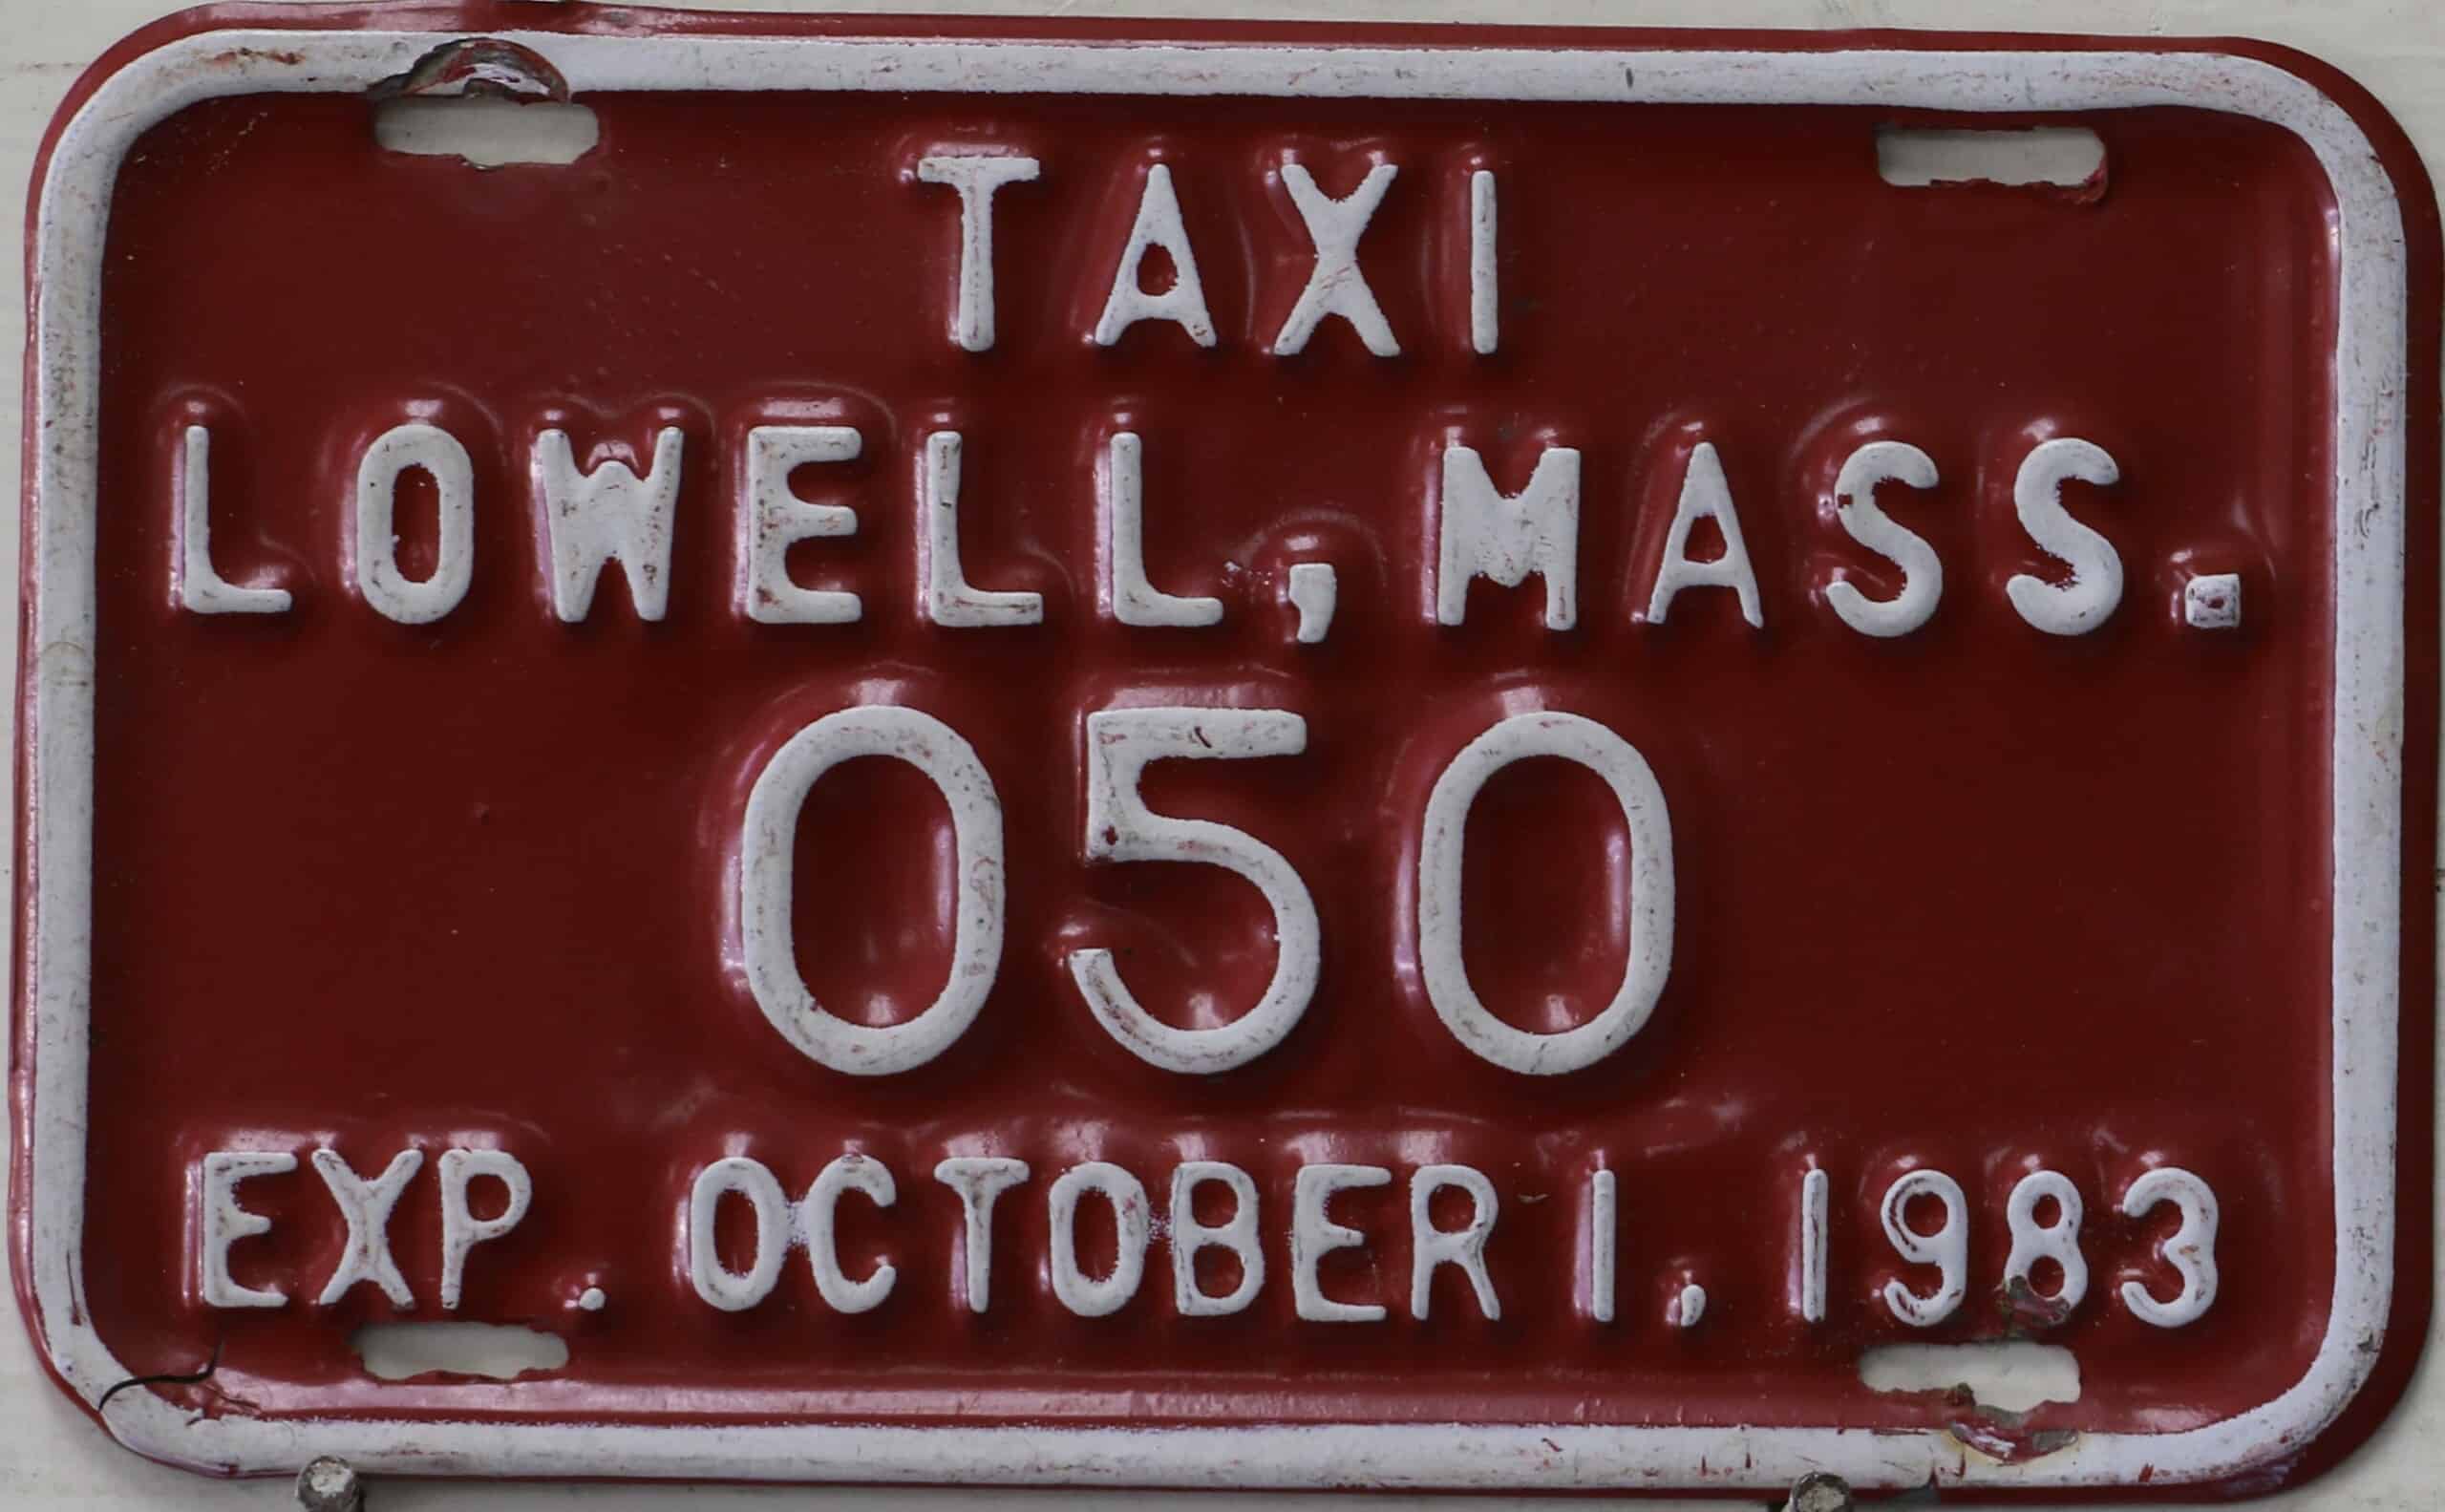 TAXI
LOWELL, MASS.
050
EXP. OCTOBER 1, 1983